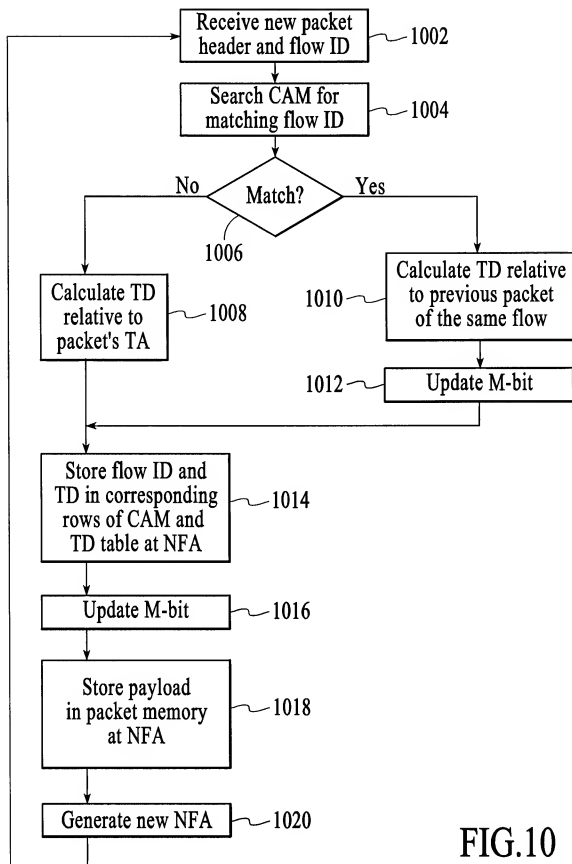 Receive new packet
header and flow ID
1002
Search CAM for
matching flow ID
1004
No
Match?
Yes
1006
Calculate TD
relative to
packet's TA
1008
1010
Calculate TD relative
to previous packet
of the same flow
1012
Update M-bit
Store flow ID and
TD in corresponding
rows of CAM and
TD table at NFA
1014
Update M-bit
1016
Store payload
in packet memory
at NFA
1018
Generate new NFA
1020
FIG.10